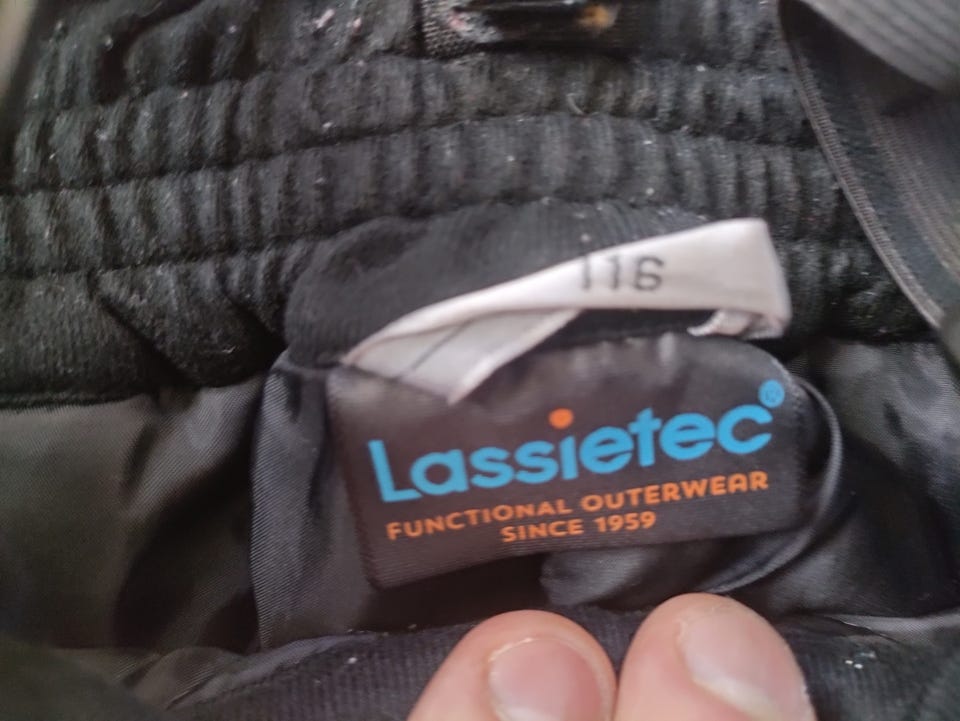 116
Lassietec®
FUNCTIONAL OUTERWEAR
SINCE 1959